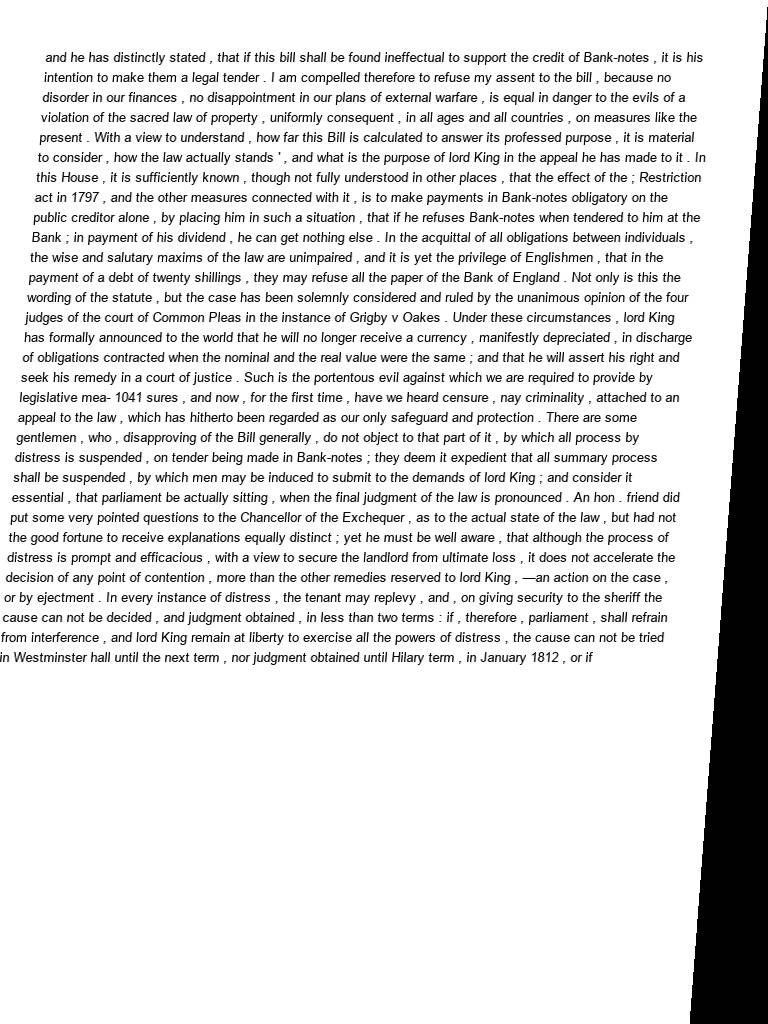 and he has distinctly stated , that if this bill shall be found ineffectual to support the credit of Bank-notes , it is his
intention to make them a legal tender . I am compelled therefore to refuse my assent to the bill , because no
disorder in our finances , no disappointment in our plans of external warfare , is equal in danger to the evils of a
violation of the sacred law of property , uniformly consequent , in all ages and all countries , on measures like the
present . With a view to understand , how far this Bill is calculated to answer its professed purpose , it is material
to consider , how the law actually stands ' , and what is the purpose of lord King in the appeal he has made to it . In
this House , it is sufficiently known , though not fully understood in other places , that the effect of the ; Restriction
act in 1797 , and the other measures connected with it , is to make payments in Bank-notes obligatory on the
public creditor alone , by placing him in such a situation , that if he refuses Bank-notes when tendered to him at the
Bank ; in payment of his dividend , he can get nothing else . In the acquittal of all obligations between individuals ,
the wise and salutary maxims of the law are unimpaired , and it is yet the privilege of Englishmen , that in the
payment of a debt of twenty shillings , they may refuse all the paper of the Bank of England . Not only is this the
wording of the statute , but the case has been solemnly considered and ruled by the unanimous opinion of the four
judges of the court of Common Pleas in the instance of Grigby v Oakes . Under these circumstances , lord King
has formally announced to the world that he will no longer receive a currency , manifestly depreciated , in discharge
of obligations contracted when the nominal and the real value were the same ; and that he will assert his right and
seek his remedy in a court of justice . Such is the portentous evil against which we are required to provide by
legislative mea- 1041 sures , and now , for the first time , have we heard censure , nay criminality , attached to an
appeal to the law , which has hitherto been regarded as our only safeguard and protection . There are some
gentlemen , who , disapproving of the Bill generally , do not object to that part of it , by which all process by
distress is suspended , on tender being made in Bank-notes ; they deem it expedient that all summary process
shall be suspended , by which men may be induced to submit to the demands of lord King ; and consider it
essential , that parliament be actually sitting , when the final judgment of the law is pronounced . An hon . friend did
put some very pointed questions to the Chancellor of the Exchequer , as to the actual state of the law , but had not
the good fortune to receive explanations equally distinct ; yet he must be well aware , that although the process of
distress is prompt and efficacious , with a view to secure the landlord from ultimate loss , it does not accelerate the
decision of any point of contention , more than the other remedies reserved to lord King , —an action on the case ,
or by ejectment . In every instance of distress , the tenant may replevy , and , on giving security to the sheriff the
cause can not be decided , and judgment obtained , in less than two terms : if , therefore , parliament , shall refrain
from interference , and lord King remain at liberty to exercise all the powers of distress , the cause can not be tried
in Westminster hall until the next term , nor judgment obtained until Hilary term , in January 1812 , or if